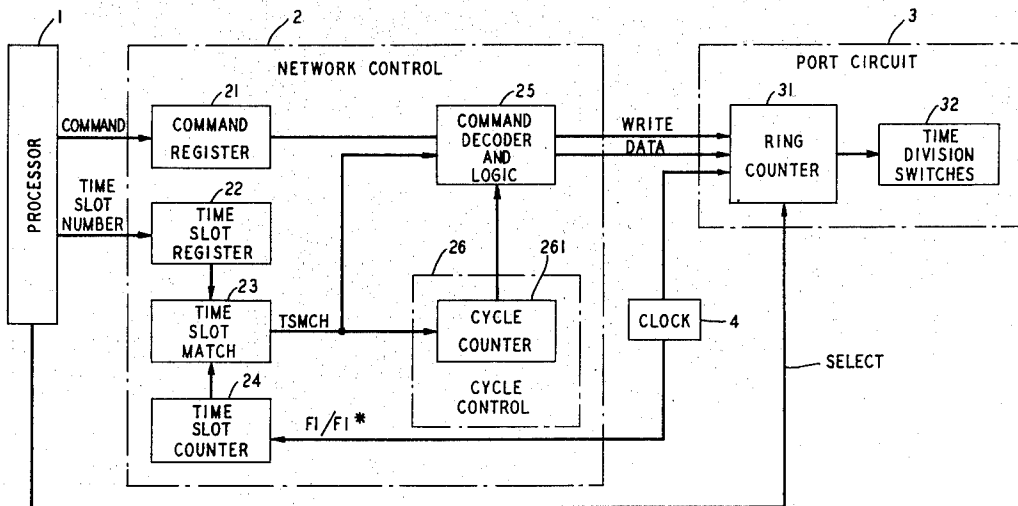 1
2
3
NETWORK CONTROL
PORT CIRCUIT
PROCESSOR
COMMAND
21
COMMAND
REGISTER
25
COMMAND
DECODER
AND
LOGIC
WRITE
DATA
31
RING
COUNTER
32
TIME
DIVISION
SWITCHES
TIME
SLOT
NUMBER
22
TIME
SLOT
REGISTER
23
TIME
SLOT
MATCH
TSMCH
26
261
CYCLE
COUNTER
CYCLE
CONTROL
CLOCK
4
SELECT
24
TIME
SLOT
COUNTER
F1/F1*